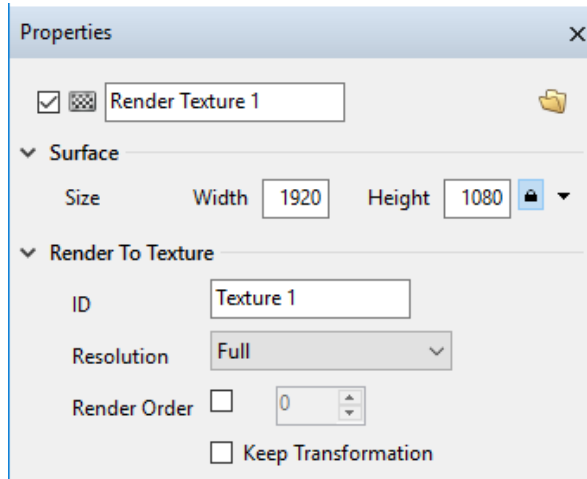 Properties
Render Texture 1
Surface
Size Width 1920 Height 1080
Render To Texture
ID Texture 1
Resolution Full
Render Order 0
Keep Transformation